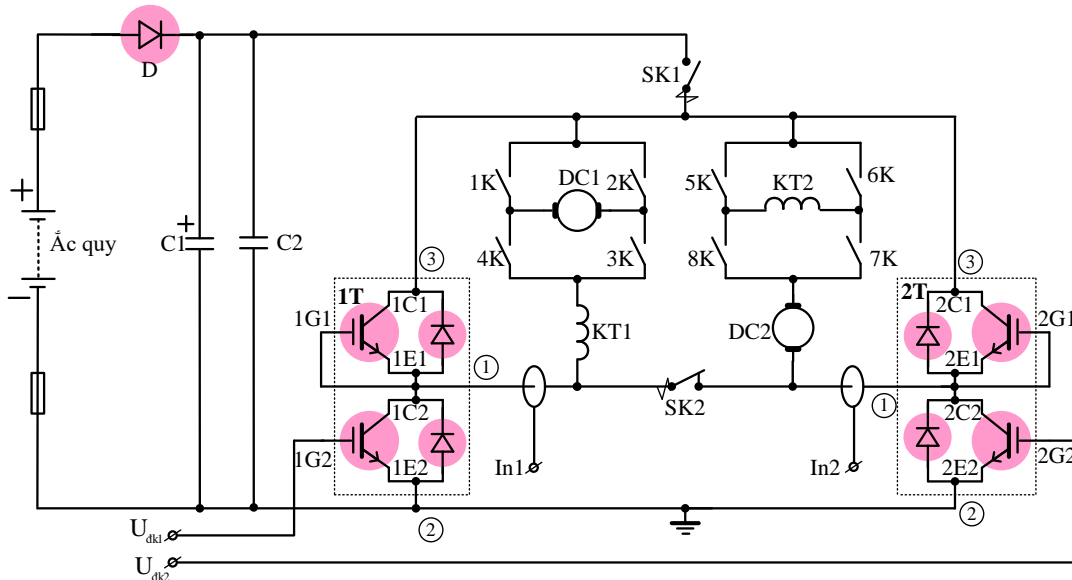 D
SK1
1K
DC1
2K
5K
KT2
6K
+
Ắc quy
−
+
C1
C2
4K
3K
8K
7K
3
3
1T
1C1
1G1
1E1
KT1
DC2
2T
2C1
2G1
2E1
1
SK2
1
1C2
1G2
1E2
In1
In2
2C2
2G2
2E2
2
2
Uđk1
Uđk2